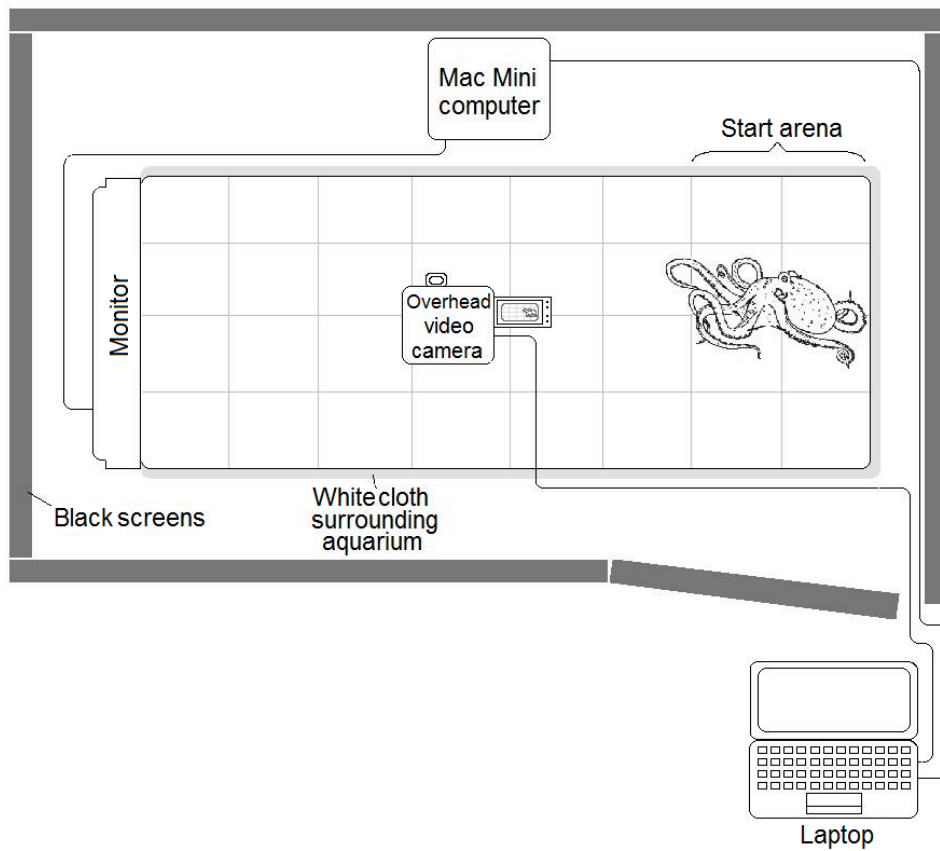 Mac Mini
computer
Start arena
Monitor
Overhead
video
camera
Black screens
White cloth
surrounding
aquarium
Laptop